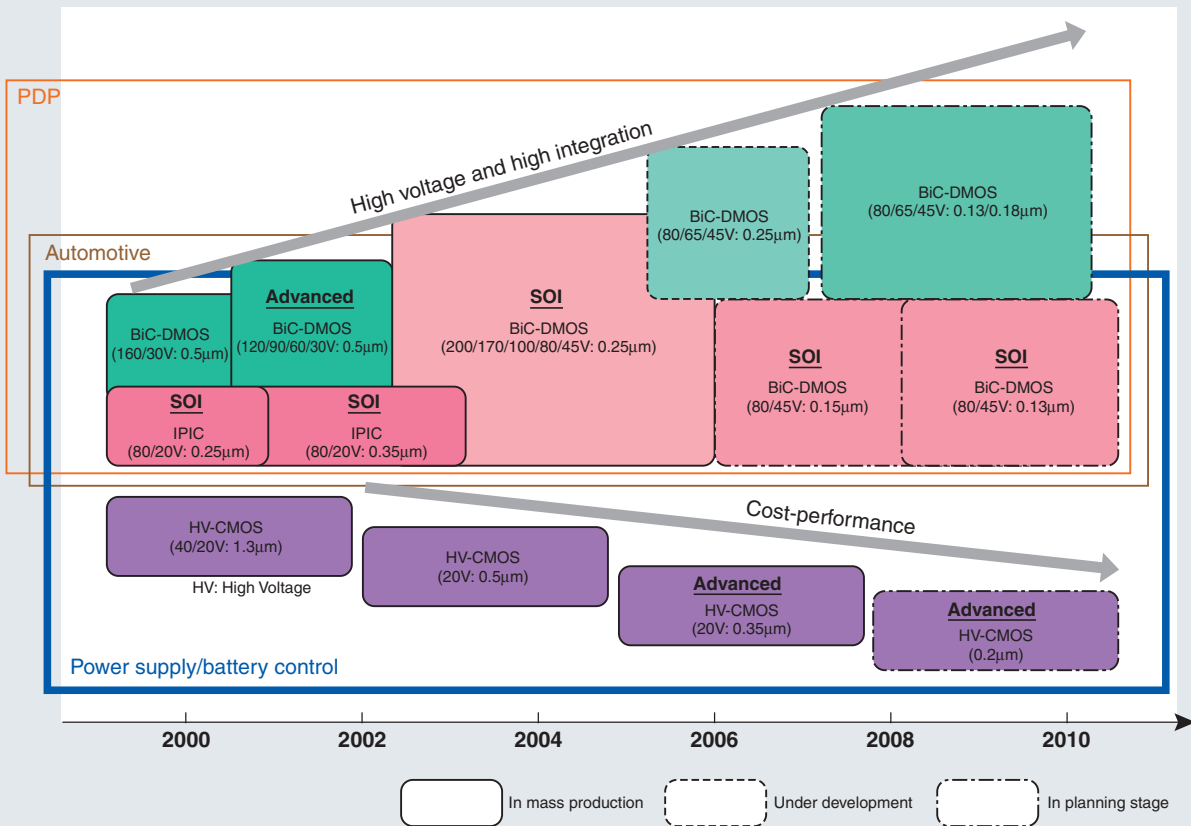 PDP
High voltage and high integration
Automotive
BiC-DMOS
(160/30V: 0.5µm)
Advanced
BiC-DMOS
(120/90/60/30V: 0.5µm)
SOI
BiC-DMOS
(200/170/100/80/45V: 0.25µm)
BiC-DMOS
(80/65/45V: 0.25µm)
BiC-DMOS
(80/65/45V: 0.13/0.18µm)
SOI
IPIC
(80/20V: 0.25µm)
SOI
IPIC
(80/20V: 0.35µm)
SOI
BiC-DMOS
(80/45V: 0.15µm)
SOI
BiC-DMOS
(80/45V: 0.13µm)
Cost-performance
HV-CMOS
(40/20V: 1.3µm)
HV: High Voltage
HV-CMOS
(20V: 0.5µm)
Advanced
HV-CMOS
(20V: 0.35µm)
Advanced
HV-CMOS
(0.2µm)
Power supply/battery control
2000 2002 2004 2006 2008 2010
In mass production Under development In planning stage